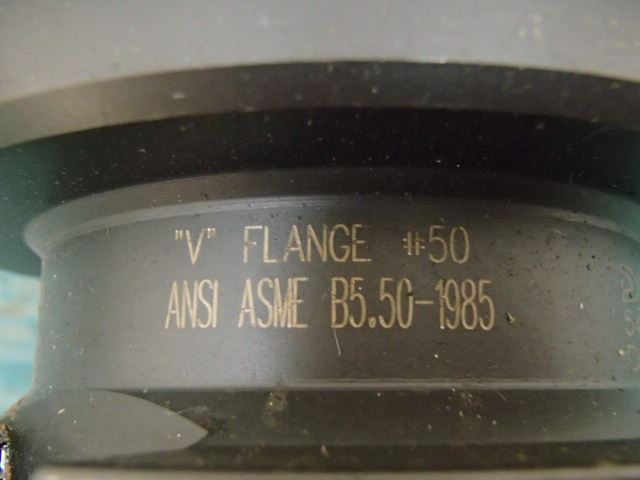 "V" FLANGE #50
ANSI ASME B5.50-1985